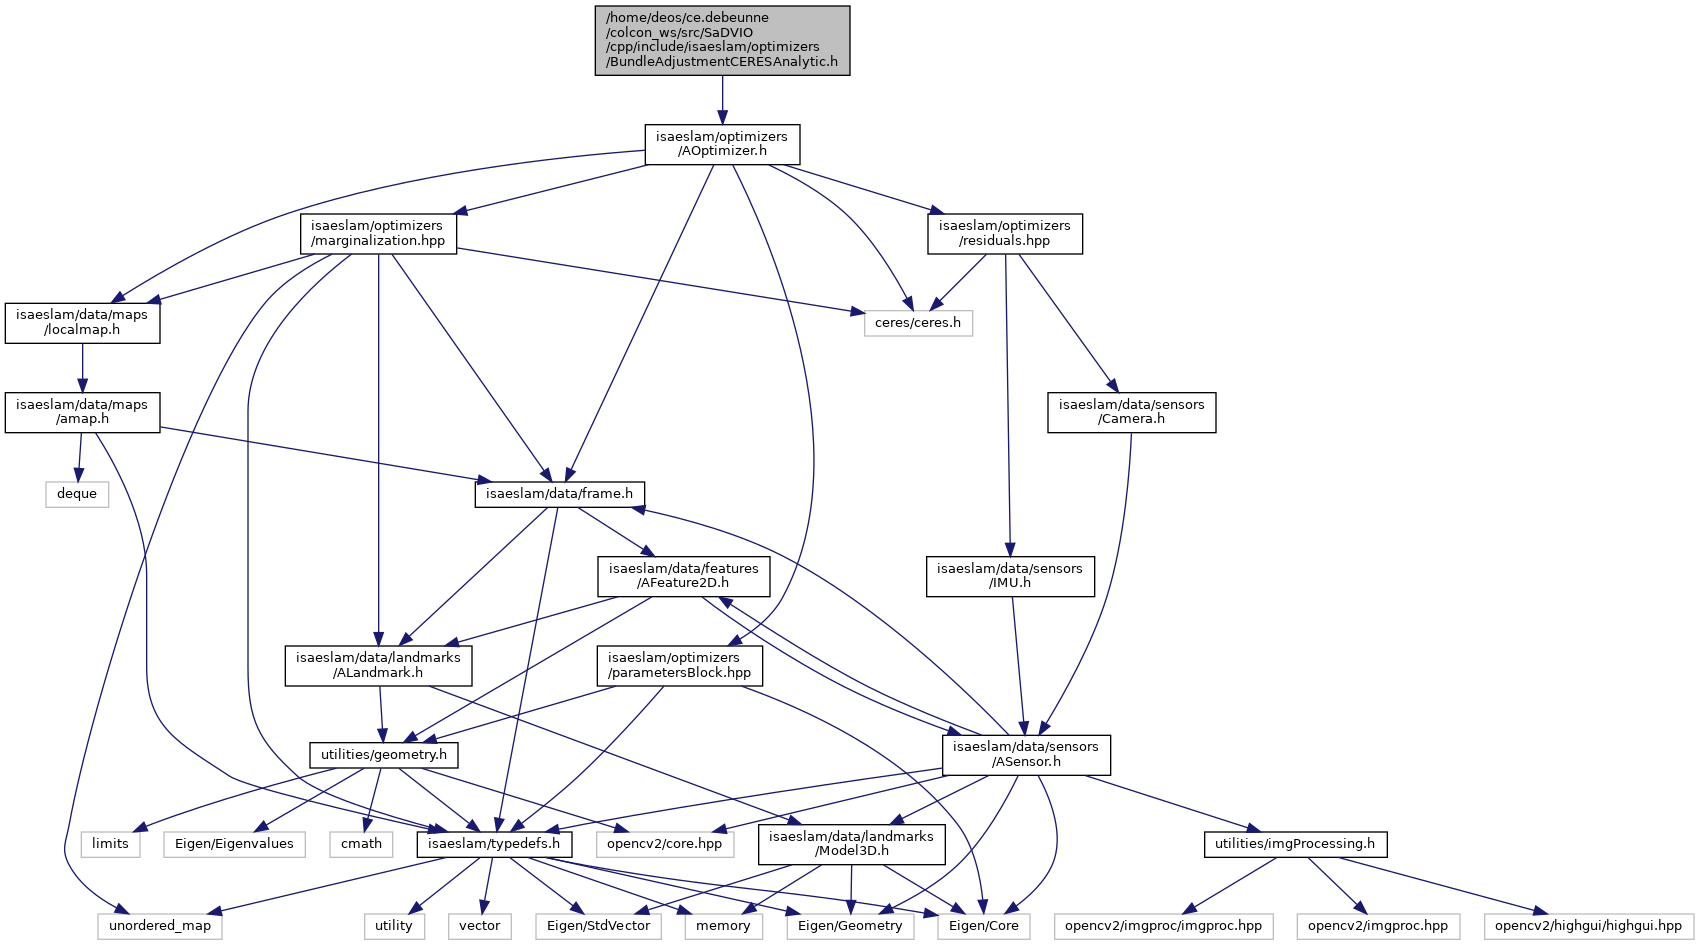 /home/deos/ce.debeunne
/colcon_ws/src/SaDVIO
/cpp/include/isaeslam/optimizers
/BundleAdjustmentCERESAnalytic.h
isaeslam/optimizers
/AOptimizer.h
isaeslam/optimizers
/marginalization.hpp
isaeslam/optimizers
/residuals.hpp
isaeslam/data/maps
/localmap.h
ceres/ceres.h
isaeslam/data/maps
/amap.h
isaeslam/data/sensors
/Camera.h
deque
isaeslam/data/frame.h
isaeslam/data/features
/AFeature2D.h
isaeslam/data/sensors
/IMU.h
isaeslam/data/landmarks
/ALandmark.h
isaeslam/optimizers
/parametersBlock.hpp
utilities/geometry.h
isaeslam/data/sensors
/ASensor.h
limits
Eigen/Eigenvalues
cmath
isaeslam/typedefs.h
opencv2/core.hpp
isaeslam/data/landmarks
/Model3D.h
utilities/imgProcessing.h
unordered_map
utility
vector
Eigen/StdVector
memory
Eigen/Geometry
Eigen/Core
opencv2/imgproc/imgproc.hpp
opencv2/imgproc.hpp
opencv2/highgui/highgui.hpp